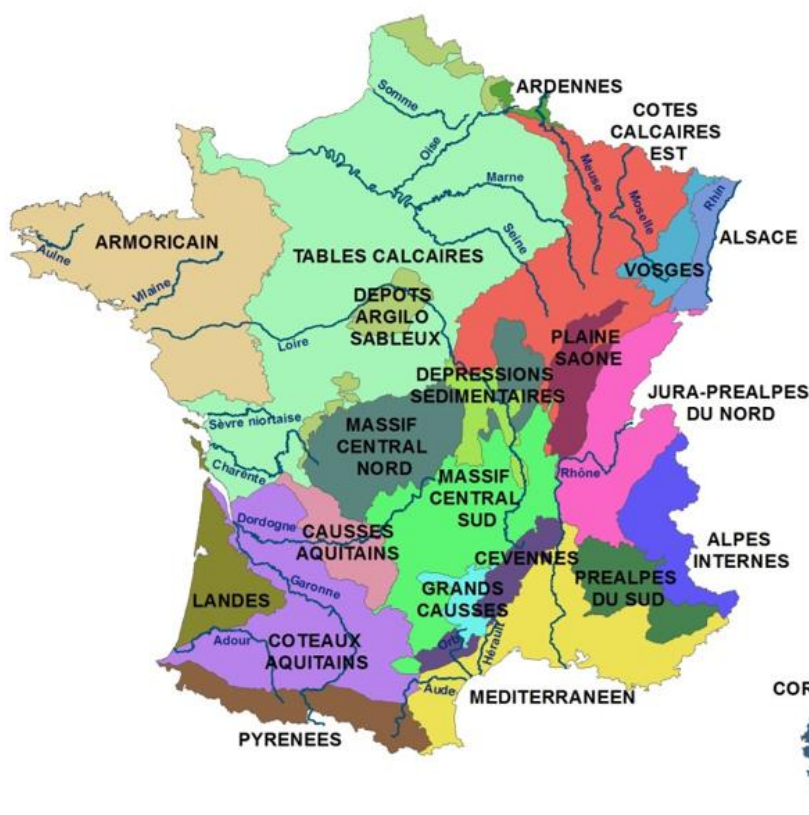 ARDENNES
COTES
CALCAIRES
EST
Somme
Oise
Meuse
Marne
Moselle
Rhin
Seine
ARMORICAIN
Aulne
Vilaine
TABLES CALCAIRES
VOSGES
ALSACE
DEPOTS
ARGILO
SABLEUX
Loire
PLAINE
SAONE
DEPRESSIONS
SÉDIMENTAIRES
JURA-PREALPES
DU NORD
Sèvre niortaise
MASSIF
CENTRAL
NORD
Charente
Rhône
MASSIF
CENTRAL
SUD
Dordogne
CAUSSES
AQUITAINS
ALPES
INTERNES
CEVENNES
PREALPES
DU SUD
Garonne
LANDES
GRANDS
CAUSSES
Adour
COTEAUX
AQUITAINS
Orb
Hérault
Aude
MEDITERRANEEN
COR
PYRENEES